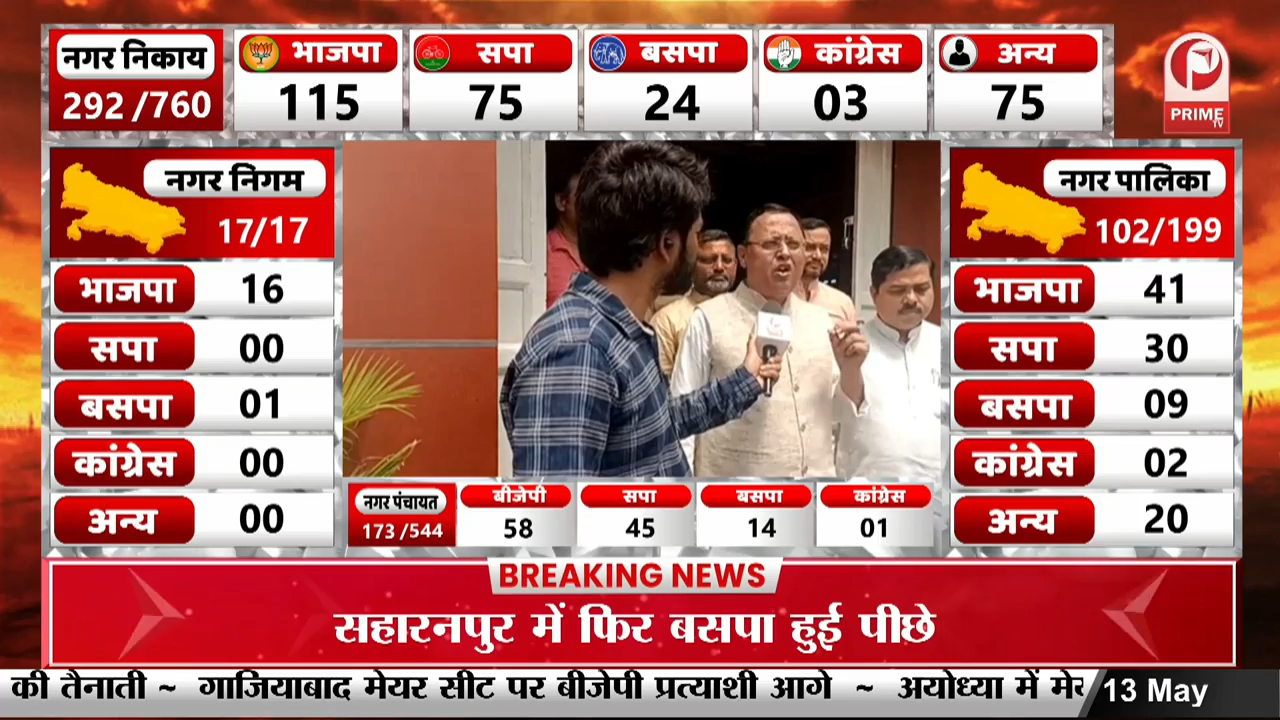 नगर निकाय
292 /760
भाजपा
115
सपा
75
बसपा
24
कांग्रेस
03
अन्य
75
PRIME
TV
नगर निगम
17/17
भाजपा 16
सपा 00
बसपा 01
कांग्रेस 00
अन्य 00
नगर पालिका
102/199
भाजपा 41
सपा 30
बसपा 09
कांग्रेस 02
अन्य 20
नगर पंचायत
173 /544
बीजेपी
58
सपा
45
बसपा
14
कांग्रेस
01
BREAKING NEWS
सहारनपुर में फिर बसपा हुई पीछे
की तैनाती ~ गाजियाबाद मेयर सीट पर बीजेपी प्रत्याशी आगे ~ अयोध्या में
13 May